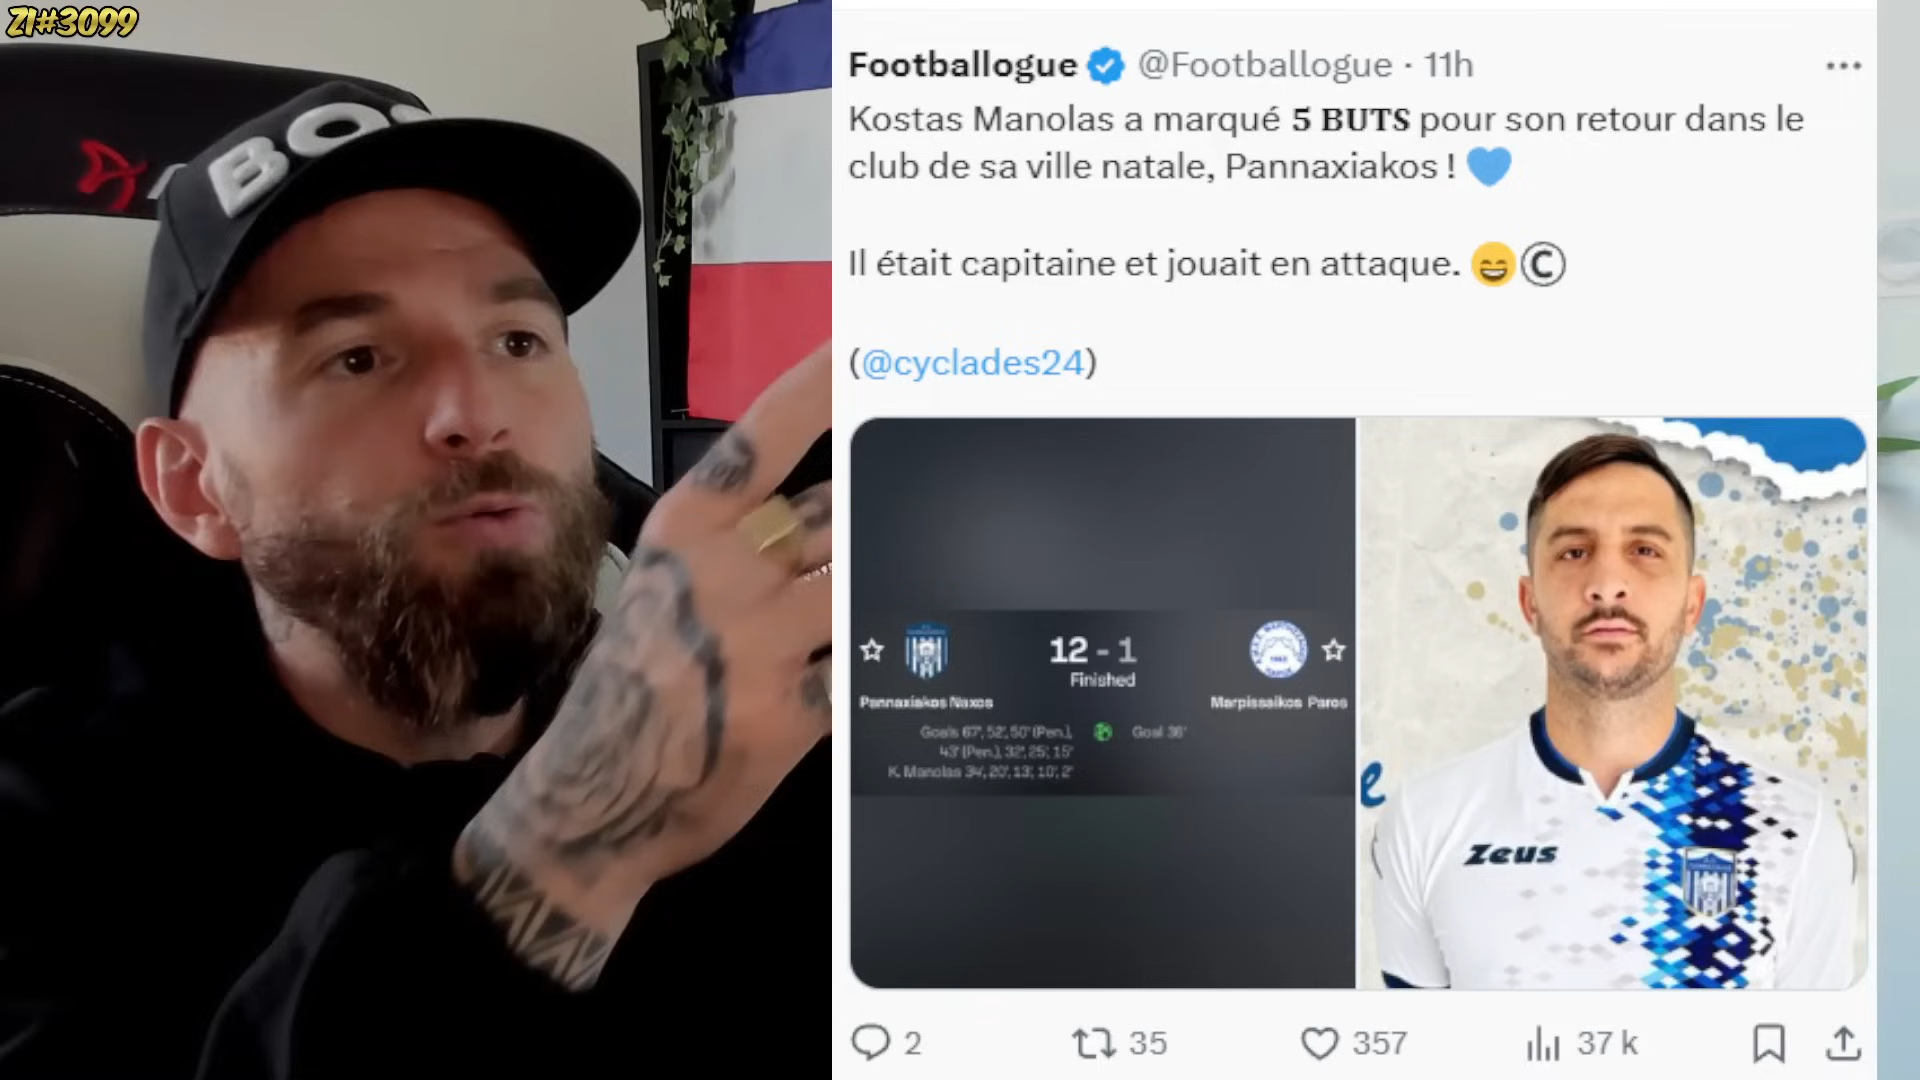 ZI#3099
BOS
Footballogue @Footballogue · 11h
Kostas Manolas a marqué 5 BUTS pour son retour dans le
club de sa ville natale, Pannaxiakos !
Il était capitaine et jouait en attaque. 😄©
(@cyclades24)
12 - 1
Finished
Pannaxiakos Naxos
Marpissaikos Paros
Goals 67', 52', 50' (Pen.),
43' (Pen.), 32', 25', 15'
K. Manolas 34', 20', 13', 10', 2'
Goal 36'
e
Zeus
2
35
357
37 k